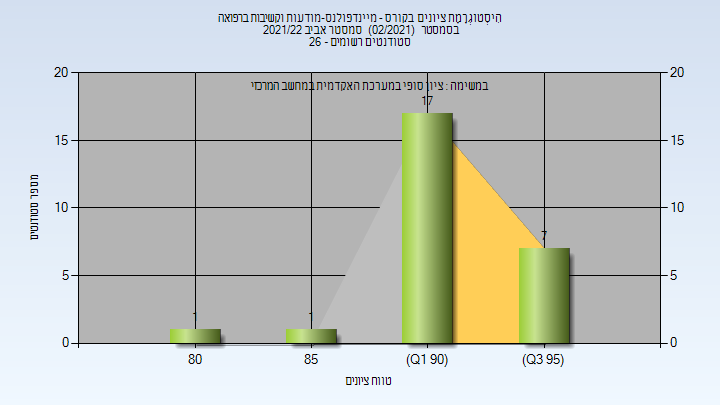 היסטוגרמת ציונים בקורס - מיינדפולנס-מודעות וקשיבות ברפואה
בסמסטר (02/2021) סמסטר אביב 2021/22
סטודנטים רשומים - 26
במשימה : ציון סופי במערכת האקדמית במחשב המרכזי
20 20
17
15 15
מספר סטודנטים
10 10
7
5 5
1 1
0 0
80 85 (Q1 90) (Q3 95)
טווח ציונים